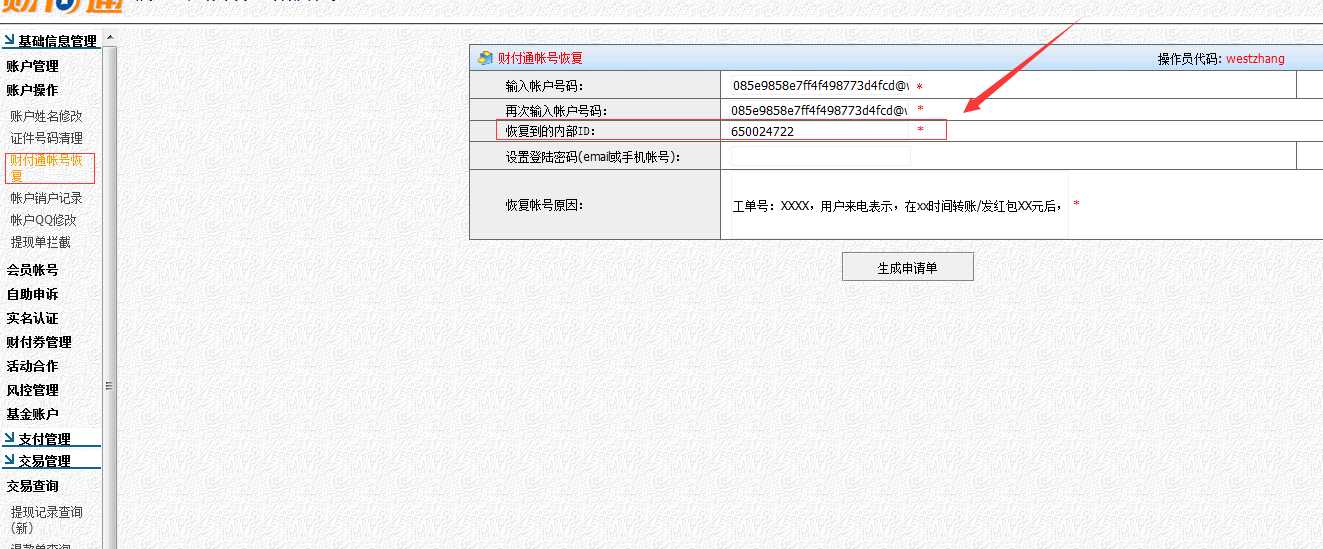 财付通
基础信息管理
账户管理
账户操作
账户姓名修改
证件号码清理
财付通帐号恢
复
帐户销户记录
帐户QQ修改
提现单拦截
会员帐号
自助申诉
实名认证
财付券管理
活动合作
风控管理
基金账户
支付管理
交易管理
交易查询
提现记录查询
(新)
退款单查询
财付通帐号恢复
操作员代码: westzhang
输入帐户号码:
085e9858e7ff4f498773d4fcd@ *
再次输入帐户号码:
085e9858e7ff4f498773d4fcd@ *
恢复到的内部ID:
650024722 *
设置登陆密码(email或手机帐号):
恢复帐号原因:
工单号：XXXX，用户来电表示，在xx时间转账/发红包XX元后， *
生成申请单